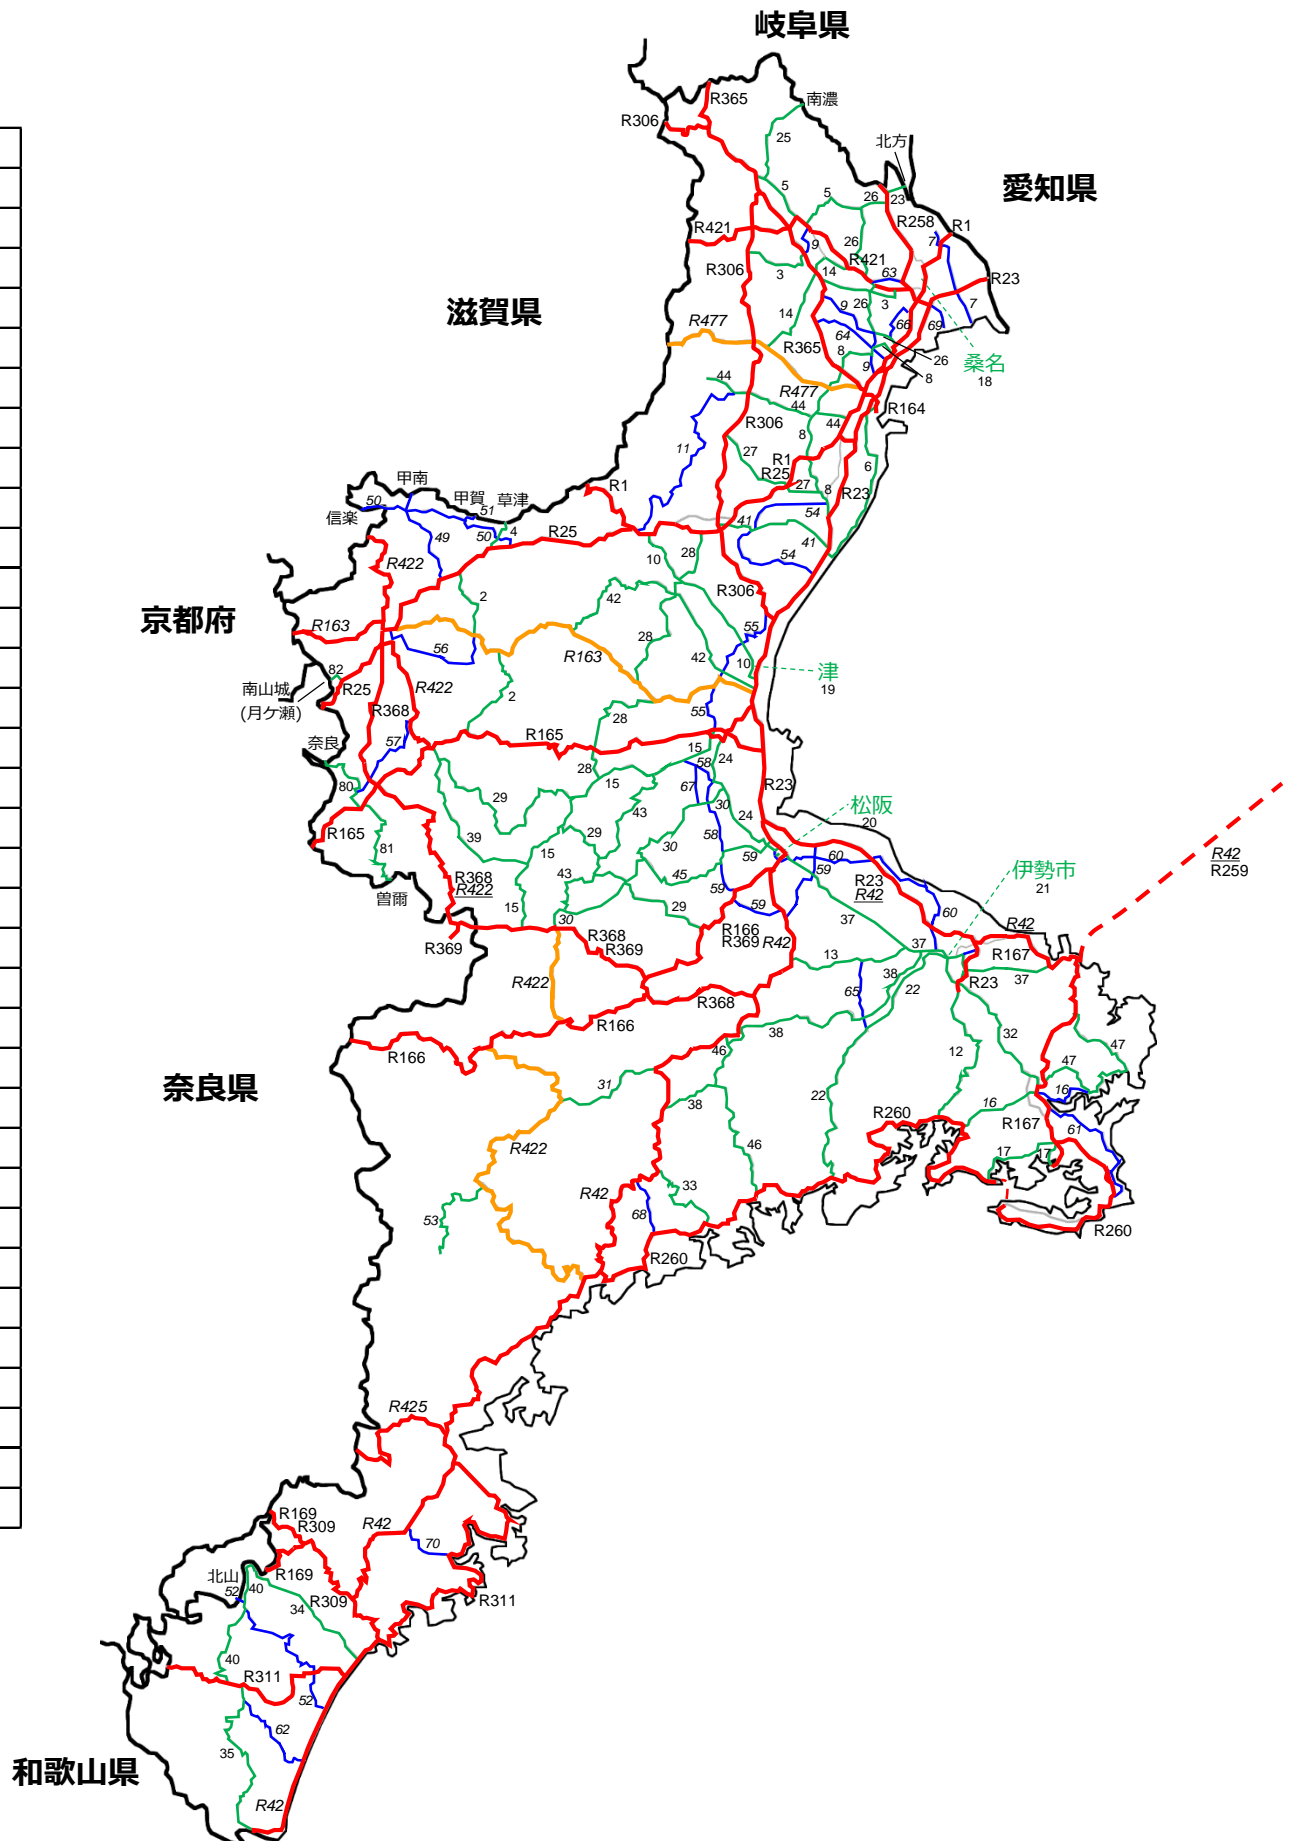 岐阜県
R365
南濃
R306
25
北方
愛知県
5
5
26
23
R258
R1
R421
9
26
7
R421
R306
3
14
63
R23
滋賀県
9
26
3
7
14
R477
66
69
64
R365
8
26
9
桑名
18
8
44
R477
44
R164
R306
44
8
11
27
R1
R25
6
甲南
27
8
R23
R1
甲賀
草津
50
51
信楽
54
50
4
R25
41
49
41
28
54
10
R422
R306
2
42
京都府
R163
55
28
56
R163
42
10
津
19
82
南山城
(月ケ瀬)
R25
R422
2
R368
55
28
奈良
57
R165
15
24
58
28
80
R23
15
67
29
43
30
松阪
20
24
R165
39
29
58
81
30
15
59
60
59
R42
R259
伊勢市
21
43
45
R368
R422
R23
R42
曽爾
59
59
15
29
60
30
37
R42
R369
R368
R369
R166
R369
R42
37
R167
13
38
R422
R23
37
65
22
R368
R166
38
32
R166
46
12
47
47
奈良県
31
16
22
38
16
R260
R167
61
R422
46
17
17
33
R42
53
68
R260
R260
R425
R169
R309
R42
70
R169
北山
52
40
R309
34
R311
40
R311
52
62
35
和歌山県
R42